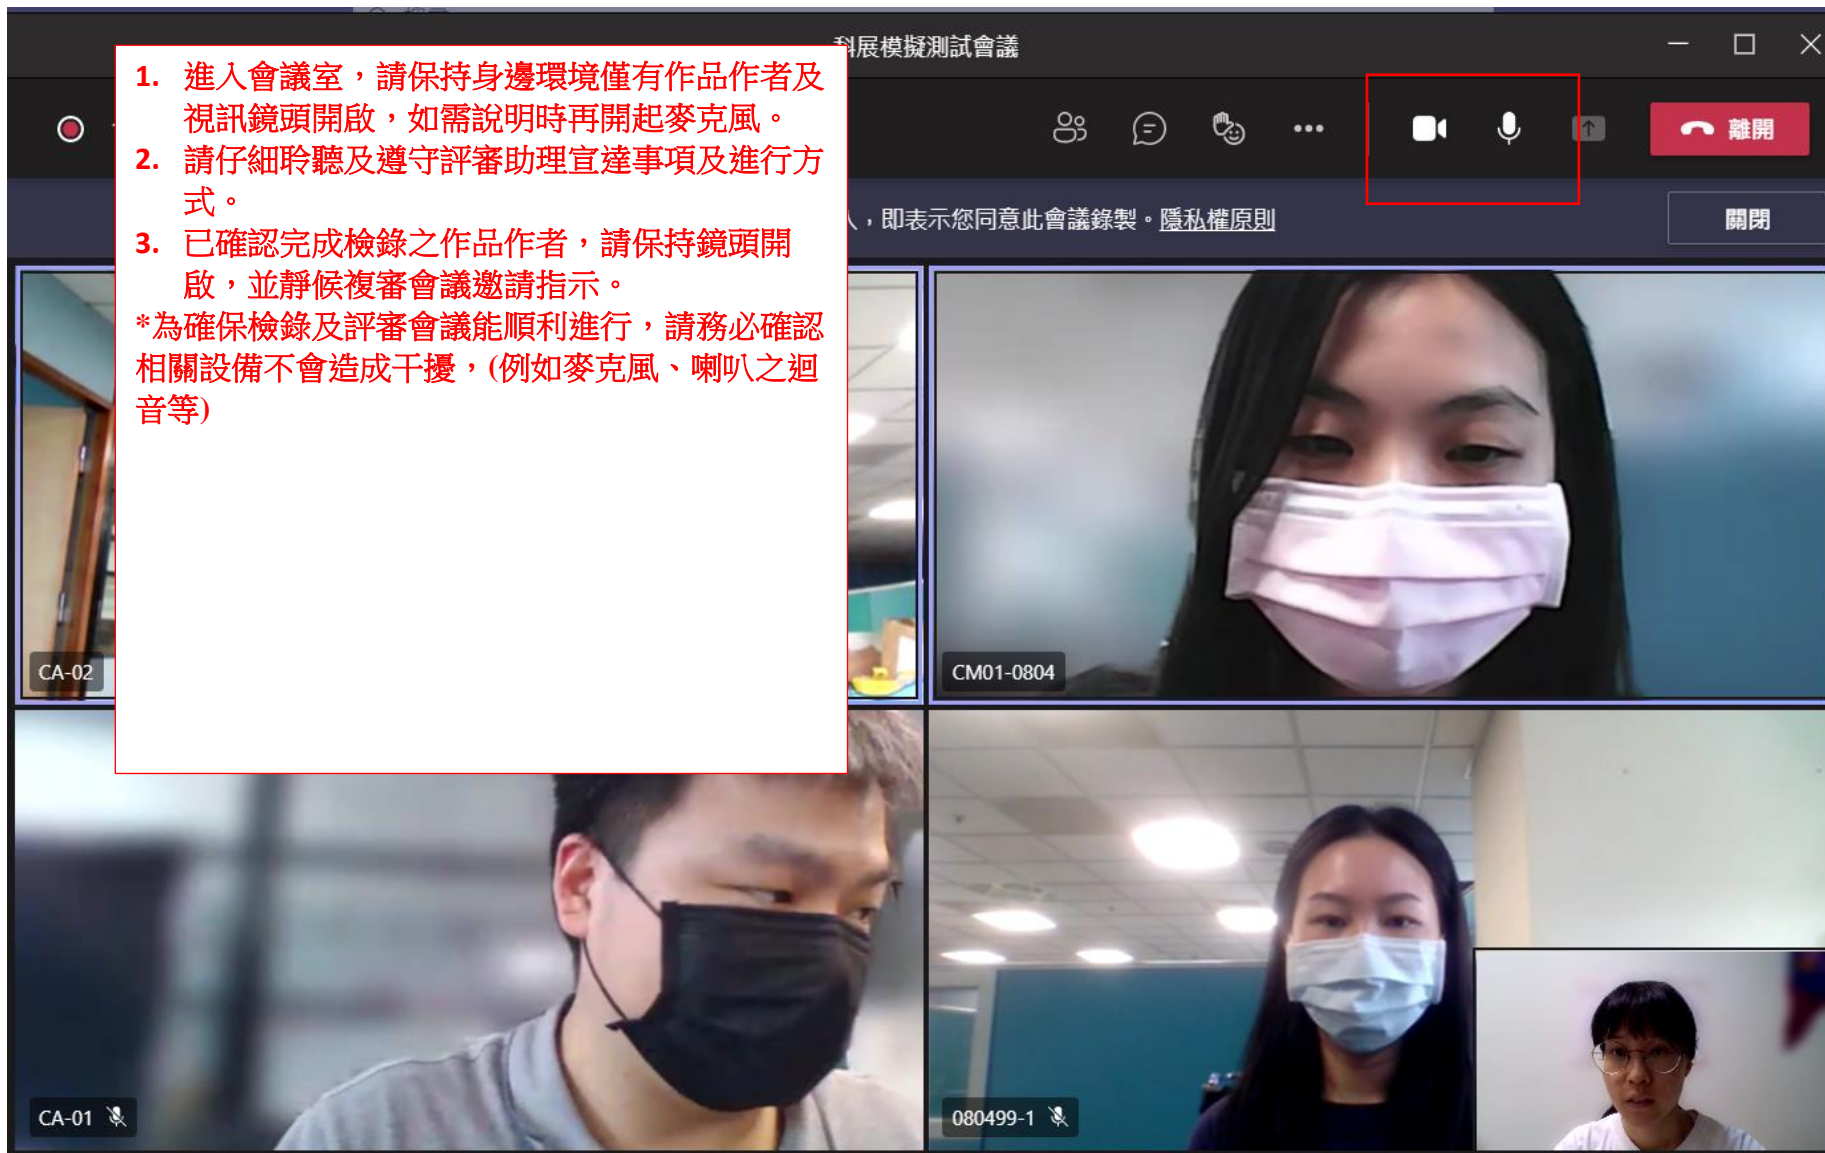 科展模擬測試會議
1. 進入會議室，請保持身邊環境僅有作品作者及
視訊鏡頭開啟，如需說明時再開起麥克風。
2. 請仔細聆聽及遵守評審助理宣達事項及進行方
式。
3. 已確認完成檢錄之作品作者，請保持鏡頭開
啟，並靜候複審會議邀請指示。
*為確保檢錄及評審會議能順利進行，請務必確認
相關設備不會造成干擾，(例如麥克風、喇叭之迴
音等)
離開
，即表示您同意此會議錄製。隱私權原則
關閉
CA-02
CM01-0804
CA-01
080499-1